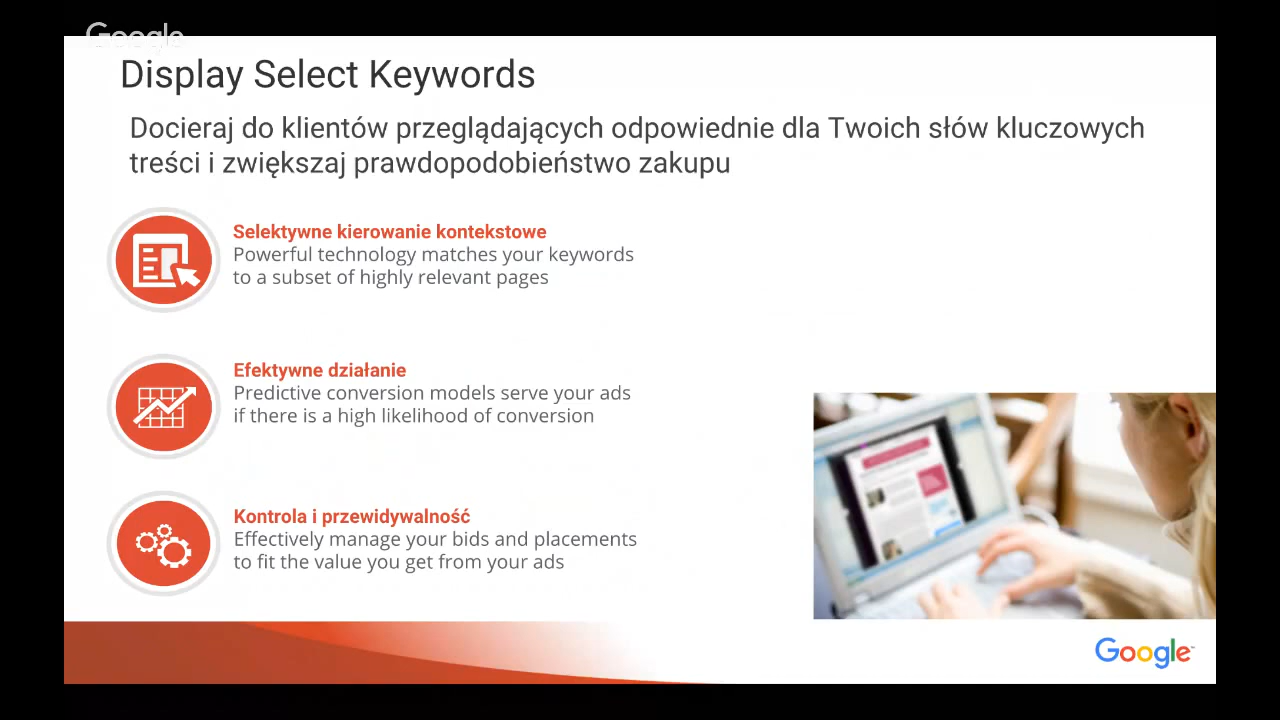 Google
Display Select Keywords
Docieraj do klientów przeglądających odpowiednie dla Twoich słów kluczowych
treści i zwiększaj prawdopodobieństwo zakupu
Selektywne kierowanie kontekstowe
Powerful technology matches your keywords
to a subset of highly relevant pages
Efektywne działanie
Predictive conversion models serve your ads
if there is a high likelihood of conversion
Kontrola i przewidywalność
Effectively manage your bids and placements
to fit the value you get from your ads
Google